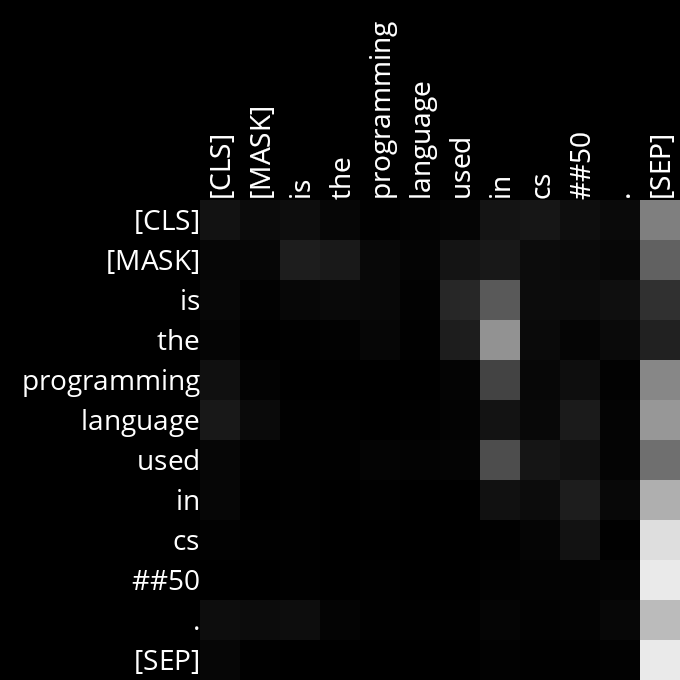 [CLS]
[MASK]
is
the
programming
language
used
in
cs
##50
.
[SEP]
[CLS]
[MASK]
is
the
programming
language
used
in
cs
##50
.
[SEP]